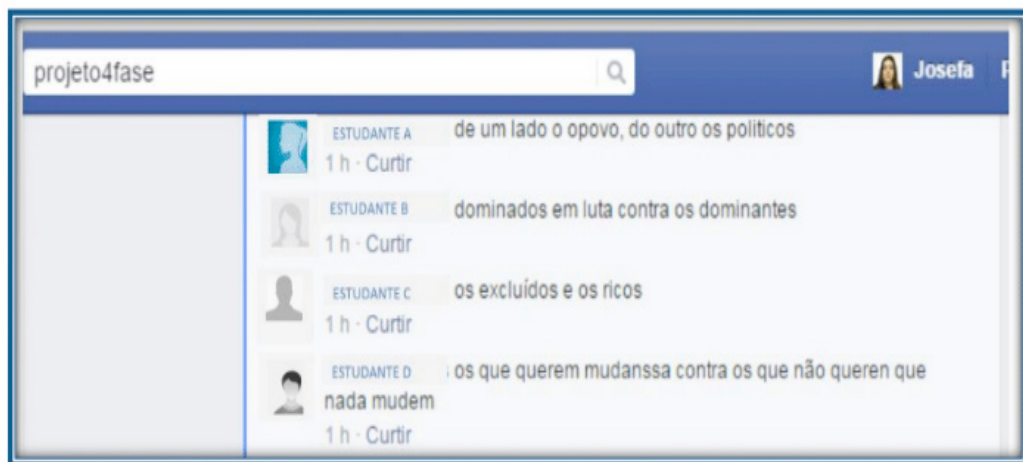 projeto4fase
Josefa
ESTUDANTE A de um lado o opovo, do outro os politicos
1 h · Curtir
ESTUDANTE B dominados em luta contra os dominantes
1 h · Curtir
ESTUDANTE C os excluídos e os ricos
1 h · Curtir
ESTUDANTE D os que querem mudanssa contra os que não queren que
nada mudem
1 h · Curtir